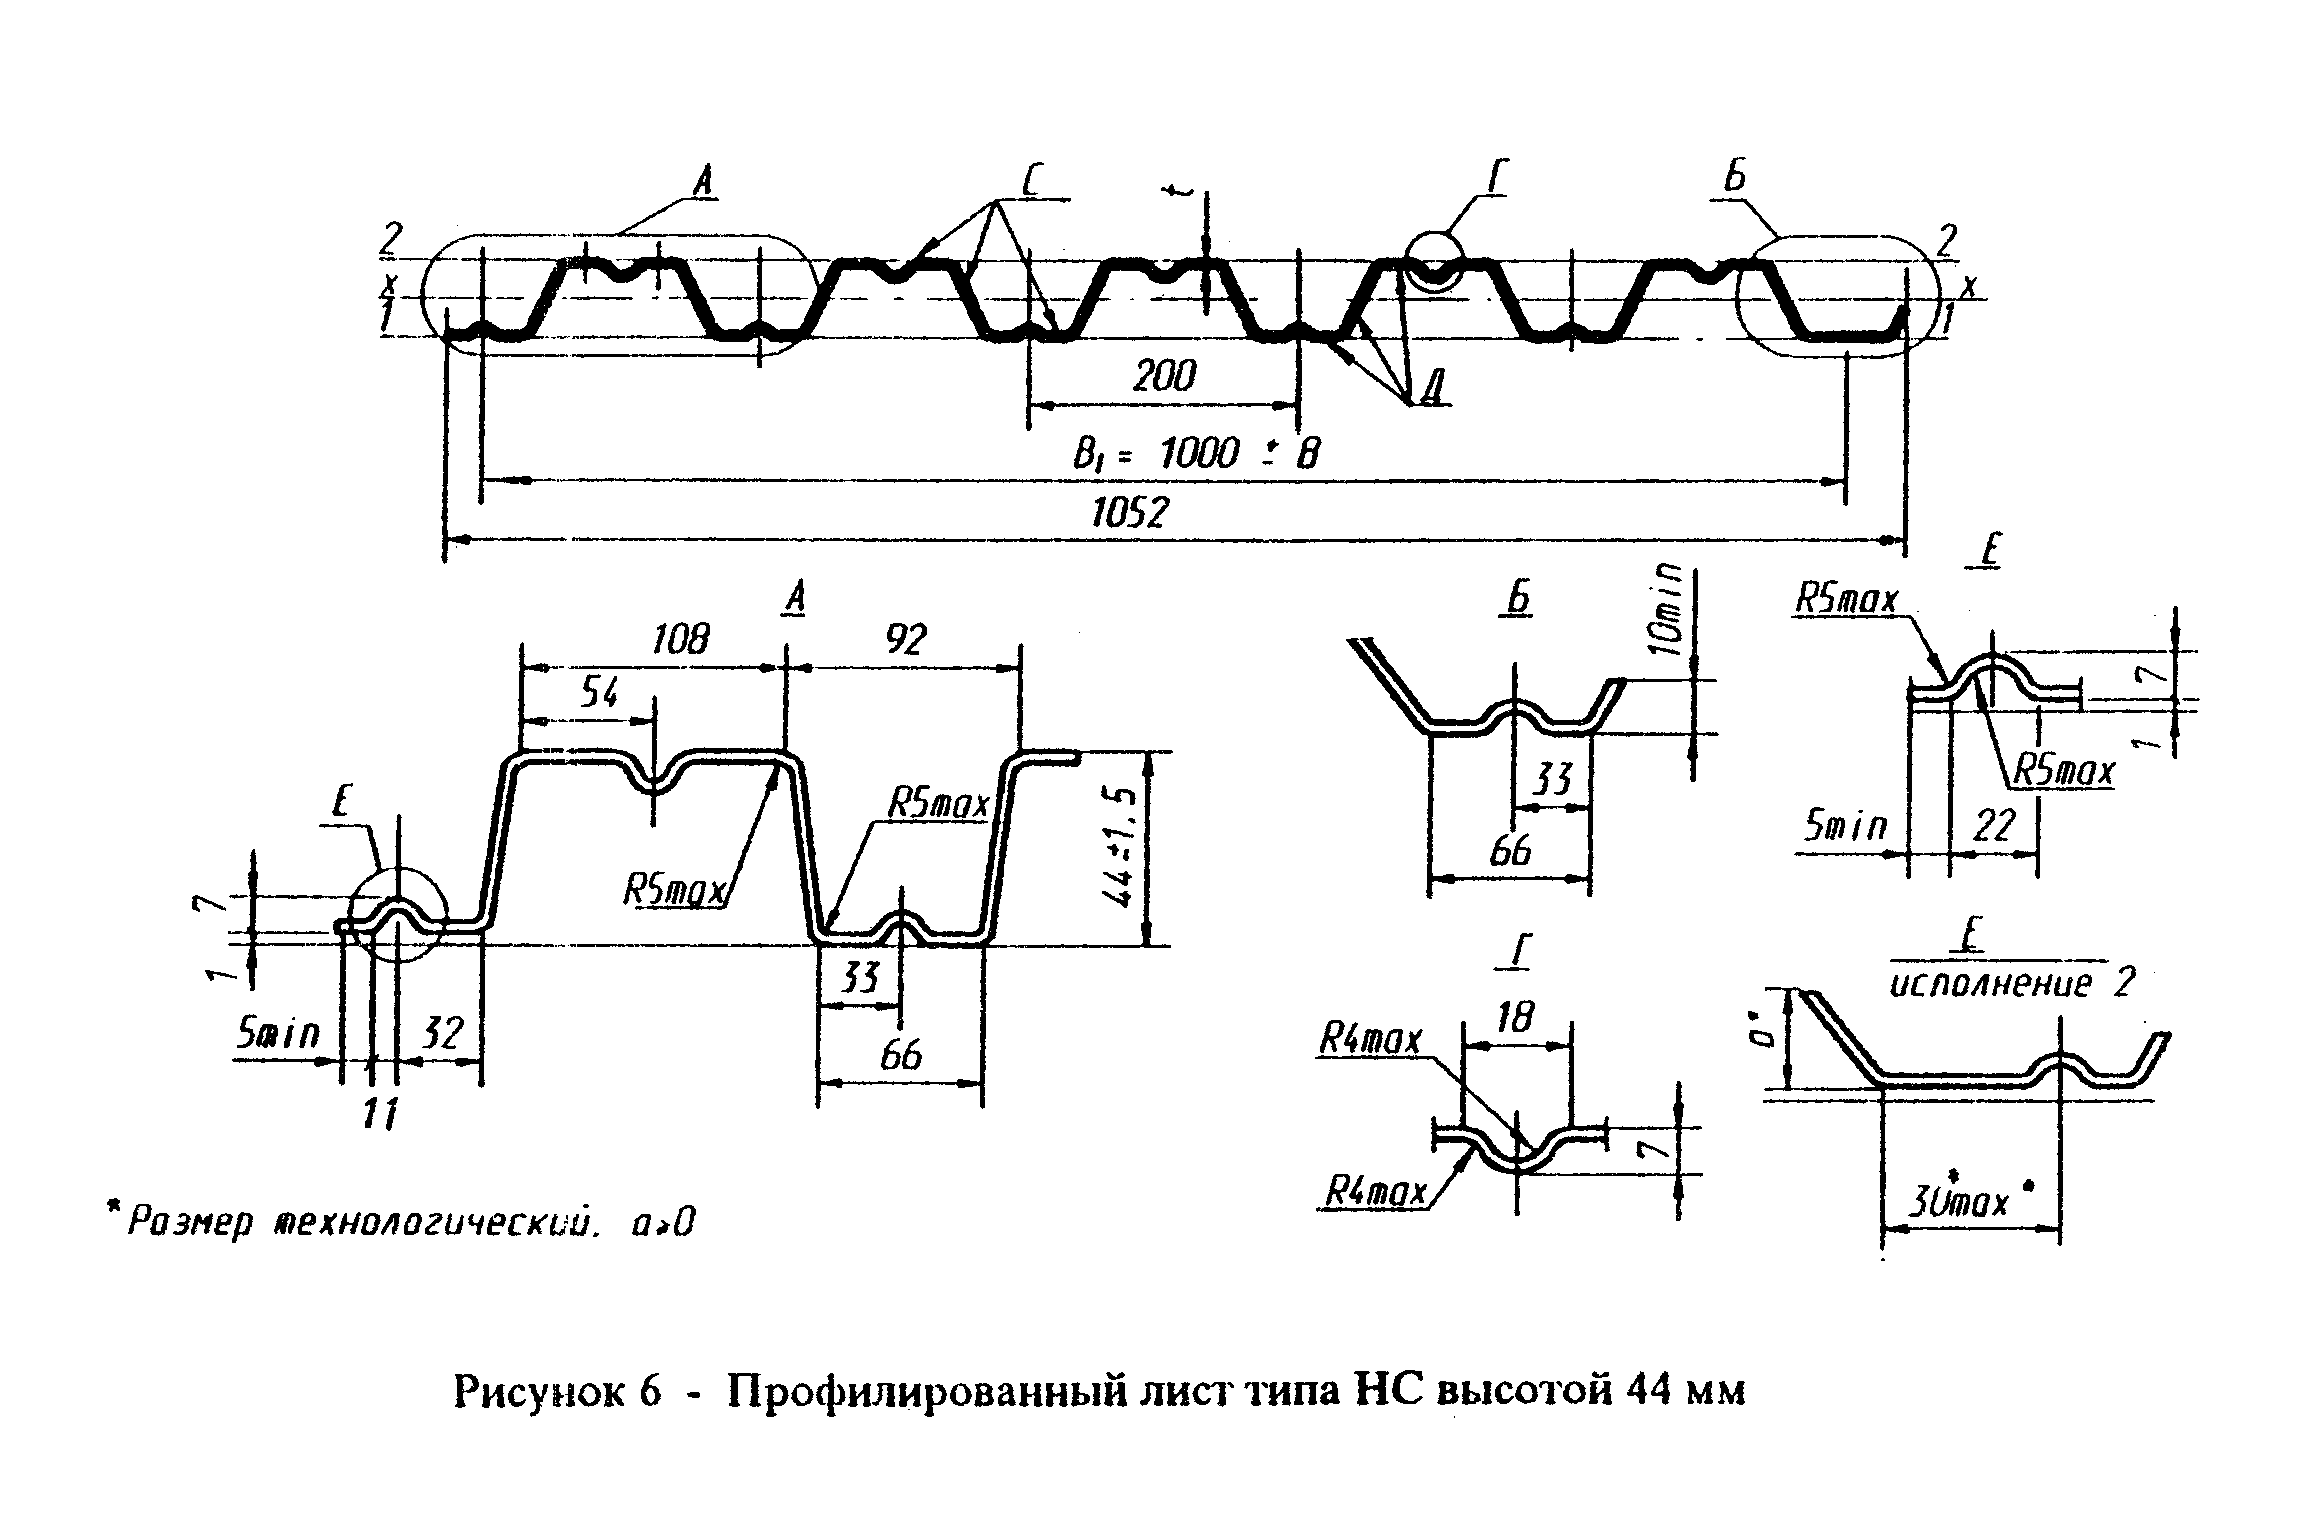 А
С
t
Г
Б
2
2
х
х
1
1
200
Д
В₁ = 1000 ± 8
1052
А
Б
Е
108
92
10min
R5max
54
7
Е
R5max
44±1,5
33
R5max
1
R5max
5min
22
66
7
1
33
Г
Е
исполнение 2
5min
32
66
18
R4max
а*
11
7
R4max
30max*
* Размер технологический. а≥0
Рисунок 6 - Профилированный лист типа НС высотой 44 мм